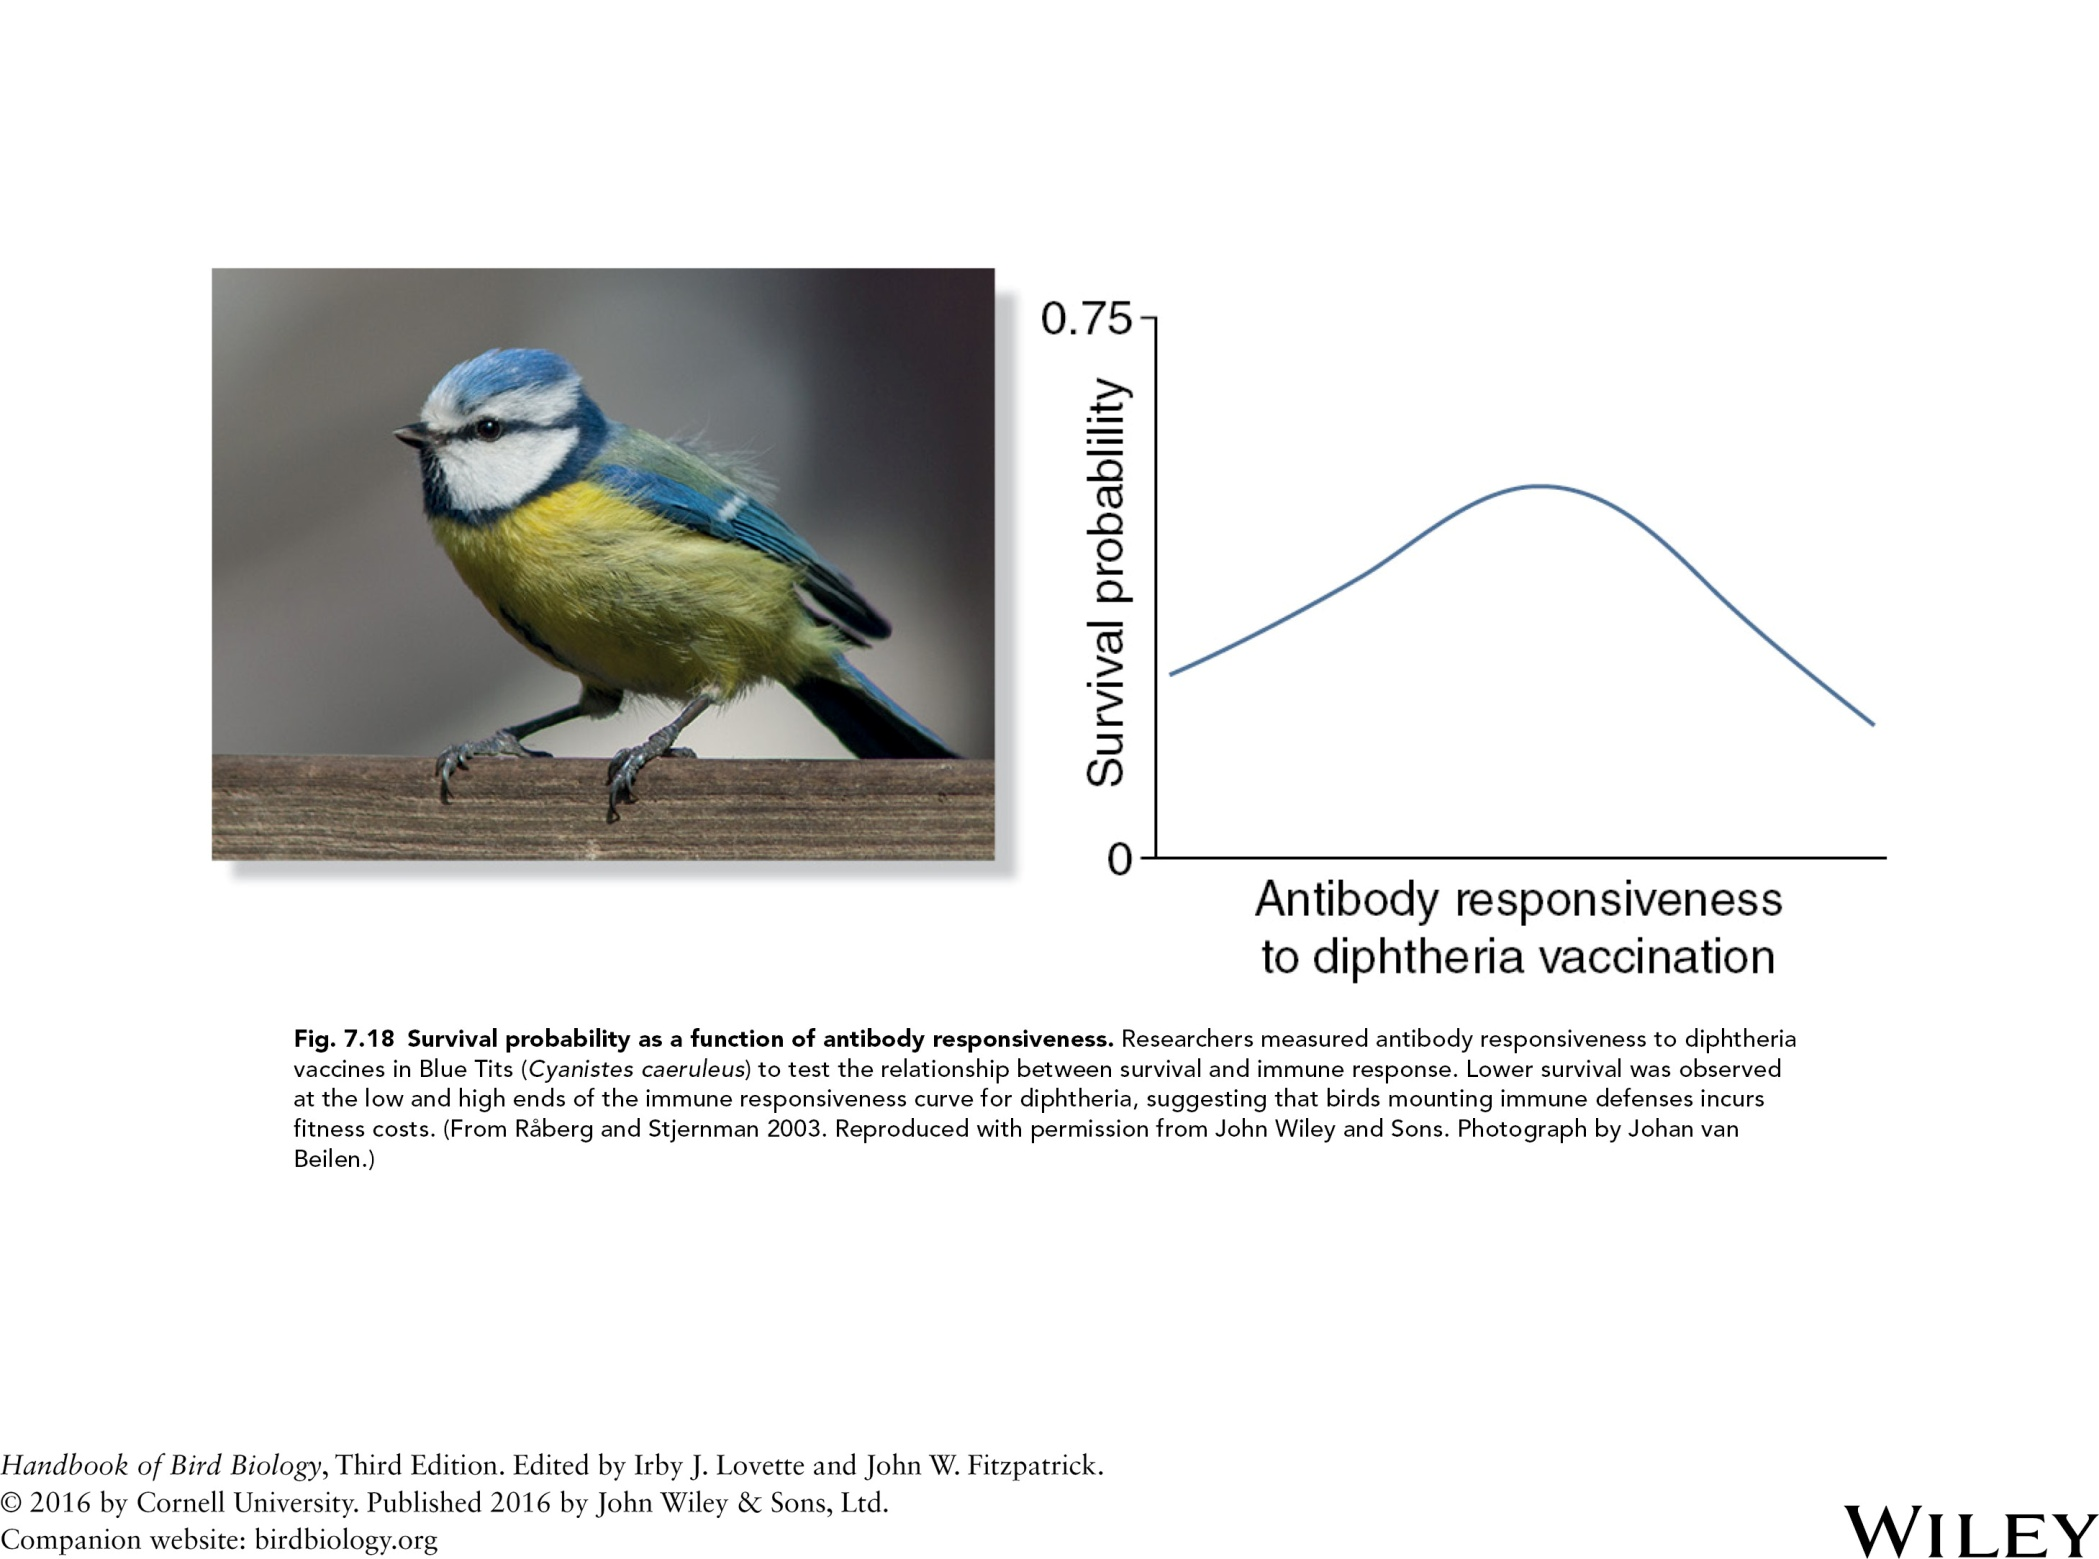 0.75
Survival probablility
0
Antibody responsiveness
to diphtheria vaccination
Fig. 7.18 Survival probability as a function of antibody responsiveness. Researchers measured antibody responsiveness to diphtheria
vaccines in Blue Tits (Cyanistes caeruleus) to test the relationship between survival and immune response. Lower survival was observed
at the low and high ends of the immune responsiveness curve for diphtheria, suggesting that birds mounting immune defenses incurs
fitness costs. (From Råberg and Stjernman 2003. Reproduced with permission from John Wiley and Sons. Photograph by Johan van
Beilen.)
Handbook of Bird Biology, Third Edition. Edited by Irby J. Lovette and John W. Fitzpatrick.
© 2016 by Cornell University. Published 2016 by John Wiley & Sons, Ltd.
Companion website: birdbiology.org
WILEY